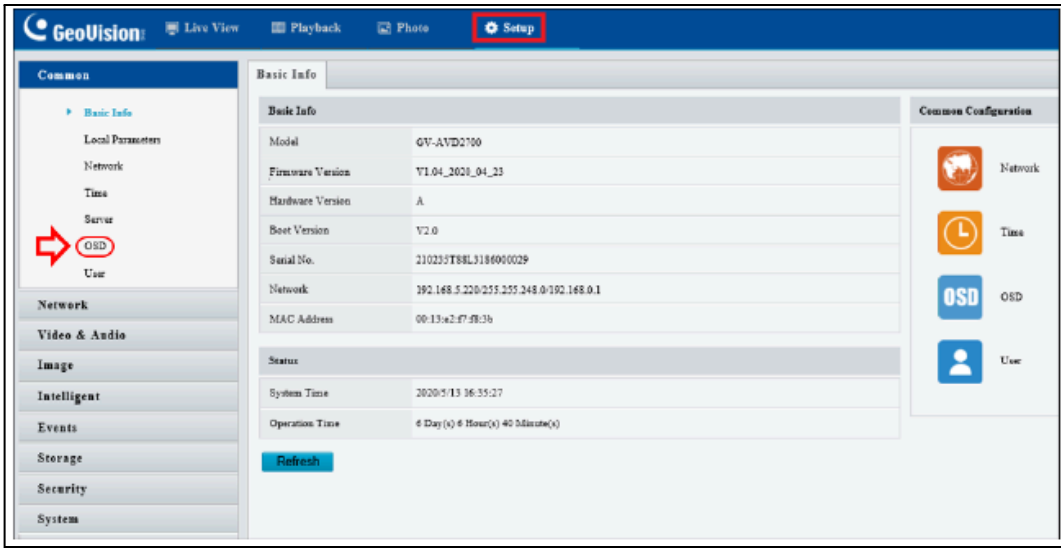 GeoVision Live View Playback Photo Setup
Common
Basic Info
Local Parameters
Network
Time
Server
OSD
User
Network
Video & Audio
Image
Intelligent
Events
Storage
Security
System
Basic Info
Basic Info
Model GV-AVD2700
Firmware Version V1.04_2020_04_23
Hardware Version A
Boot Version V2.0
Serial No. 210235T88L3186000029
Network 192.168.5.220/255.255.248.0/192.168.0.1
MAC Address 00:13:e2:f7:f8:3b
Status
System Time 2020/5/13 16:35:27
Operation Time 6 Day(s) 6 Hour(s) 40 Minute(s)
Refresh
Common Configuration
Network
Time
OSD OSD
User